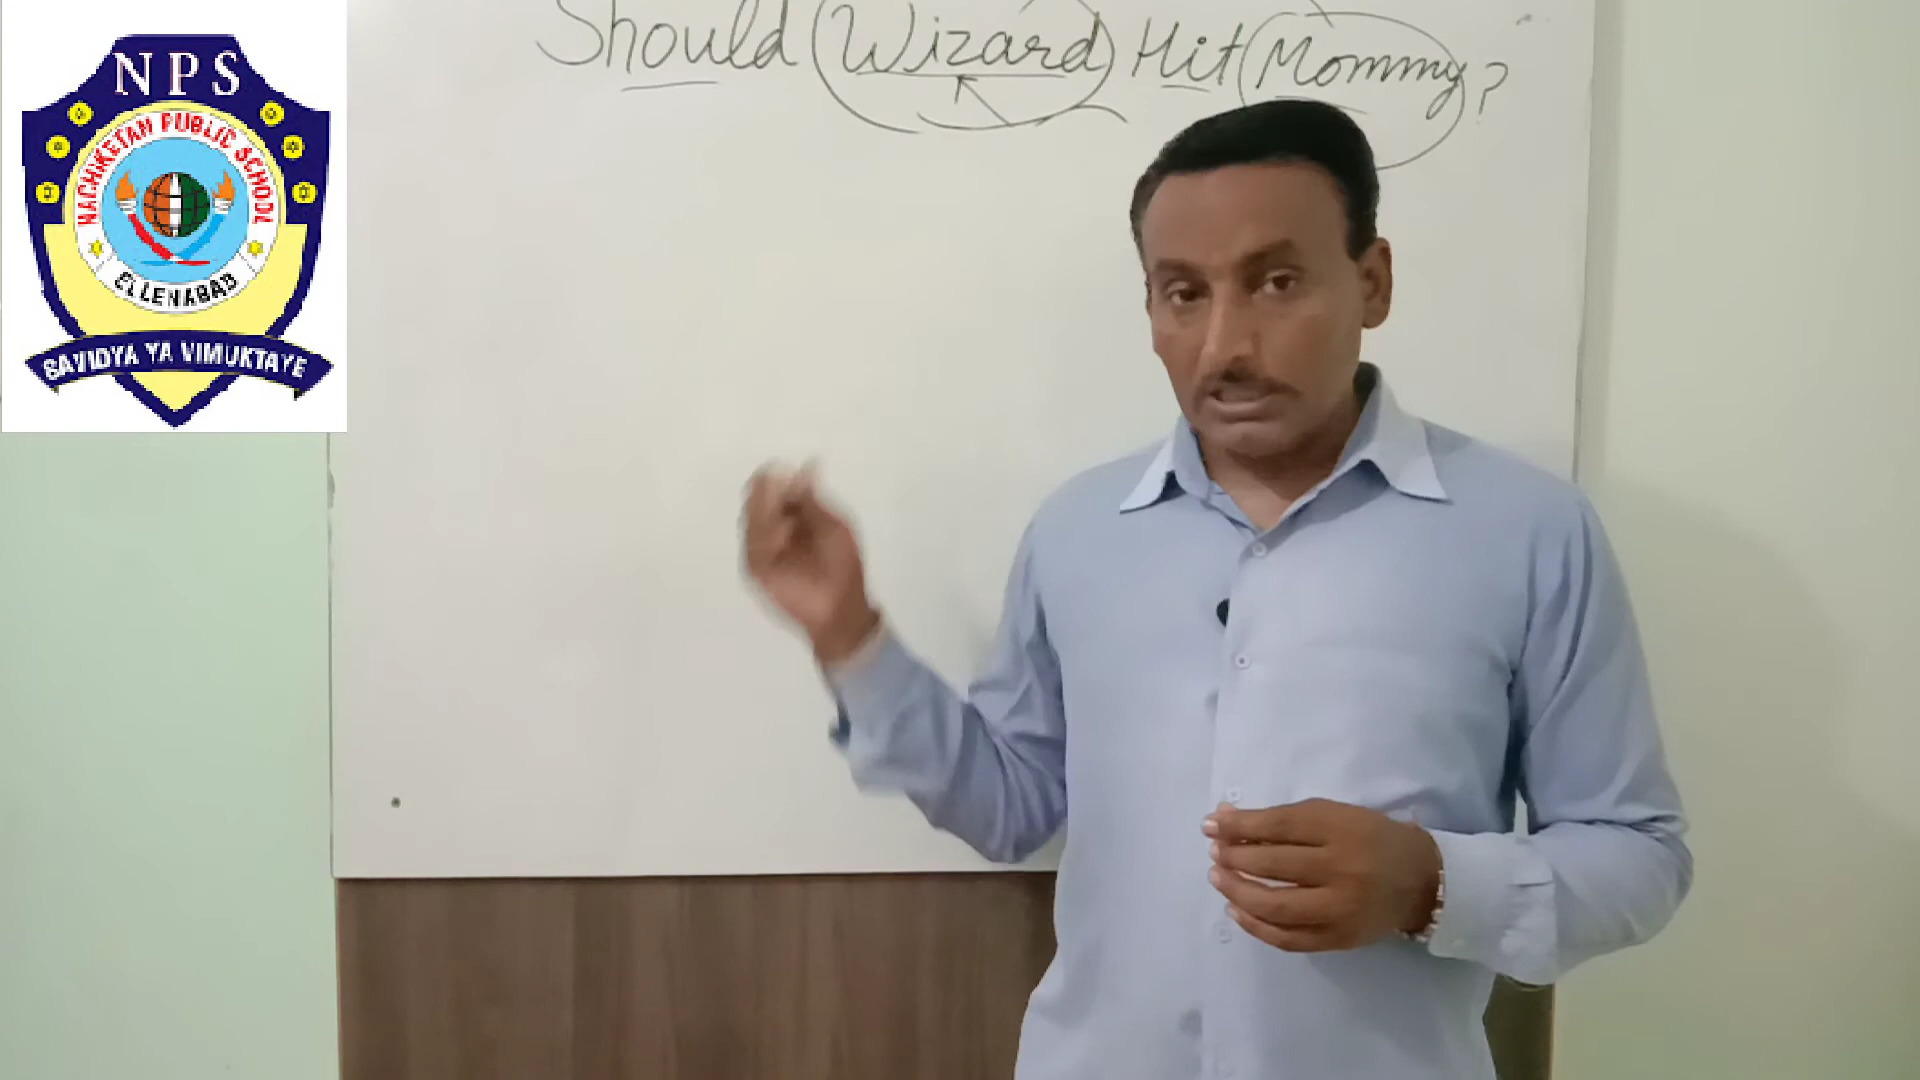 Should Wizard Hit Mommy?
NPS
NACHIKETAN PUBLIC SCHOOL
ELLENABAD
SAVIDYA YA VIMUKTAYE